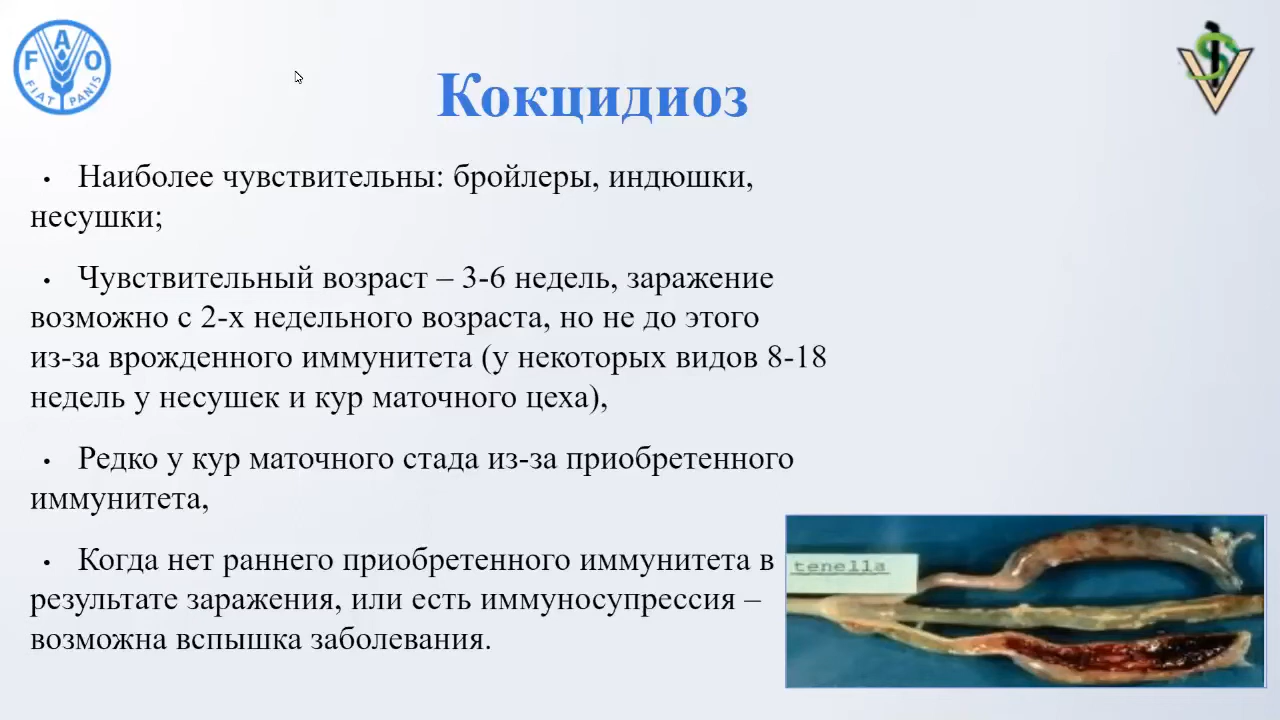 F A O
FIAT PANIS
Кокцидиоз
• Наиболее чувствительны: бройлеры, индюшки,
несушки;
• Чувствительный возраст – 3-6 недель, заражение
возможно с 2-х недельного возраста, но не до этого
из-за врожденного иммунитета (у некоторых видов 8-18
недель у несушек и кур маточного цеха),
• Редко у кур маточного стада из-за приобретенного
иммунитета,
• Когда нет раннего приобретенного иммунитета в
результате заражения, или есть иммуносупрессия –
возможна вспышка заболевания.
tenella